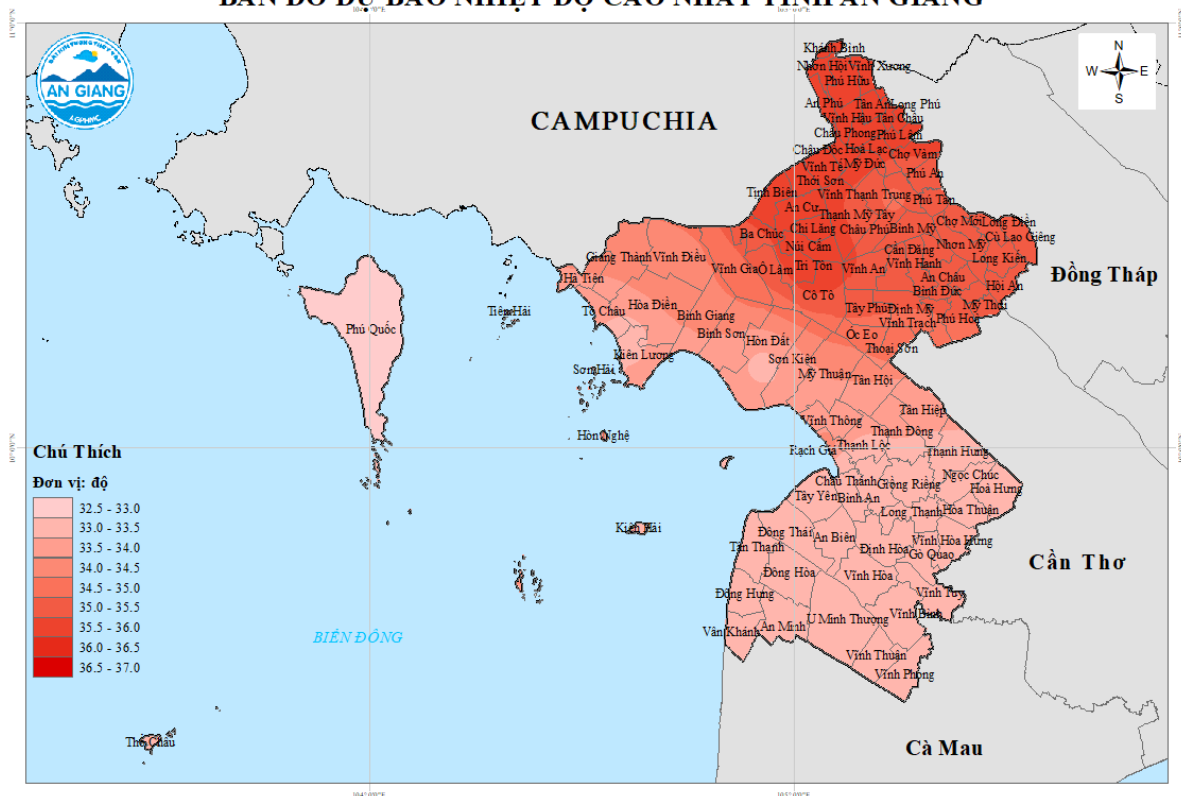 BẢN ĐỒ DỰ BÁO NHIỆT ĐỘ CAO NHẤT TỈNH AN GIANG
AN GIANG
AGPHMC
N
W E
S
CAMPUCHIA
Khánh Bình
Nhơn Hội Vĩnh Xương
Phú Hữu
An Phú Tân An Long Phú
Vĩnh Hậu Tân Châu
Châu Phong Phú Lâm
Châu Đốc Hoà Lạc Chợ Vàm
Vĩnh Tế Mỹ Đức
Phú An
Thới Sơn
Tịnh Biên Vĩnh Thạnh Trung Phú Tân
An Cư
Thạnh Mỹ Tây Chợ Mới Long Điền
Ba Chúc Chi Lăng Châu Phú Bình Mỹ Cù Lao Giêng
Núi Cấm Cần Đăng Nhơn Mỹ
Giang Thành Vĩnh Điều Long Kiến
Vĩnh Gia Ô Lâm Tri Tôn Vĩnh An Vĩnh Hanh
Hà Tiên An Châu
Đồng Tháp
Cô Tô Bình Đức Hội An
Tiên Hải Tô Châu Hòa Điền Bình Giang Tây Phú Định Mỹ Mỹ Thới
Phú Quốc Bình Sơn Vĩnh Trạch Phú Hoà
Hòn Đất Óc Eo
Kiên Lương Sơn Kiên Thoại Sơn
Sơn Hải Mỹ Thuận Tân Hội
Tân Hiệp
Vĩnh Thông
Hòn Nghệ Thạnh Đông
Rạch Giá Thạnh Lộc Thạnh Hưng
Chú Thích
Đơn vị: độ
32.5 - 33.0
33.0 - 33.5
33.5 - 34.0
34.0 - 34.5
34.5 - 35.0
35.0 - 35.5
35.5 - 36.0
36.0 - 36.5
36.5 - 37.0
Châu Thành Giồng Riềng Ngọc Chúc
Tây Yên Bình An Hoà Hưng
Long Thạnh Hòa Thuận
Kiên Hải Đông Thái An Biên
Tân Thạnh Định Hòa Vĩnh Hòa Hưng
Gò Quao
Cần Thơ
Đông Hòa Vĩnh Hòa
Đông Hưng Vĩnh Tuy
U Minh Thượng Vĩnh Bình
Vân Khánh An Minh
BIỂN ĐÔNG
Vĩnh Thuận
Vĩnh Phong
Thổ Châu
Cà Mau